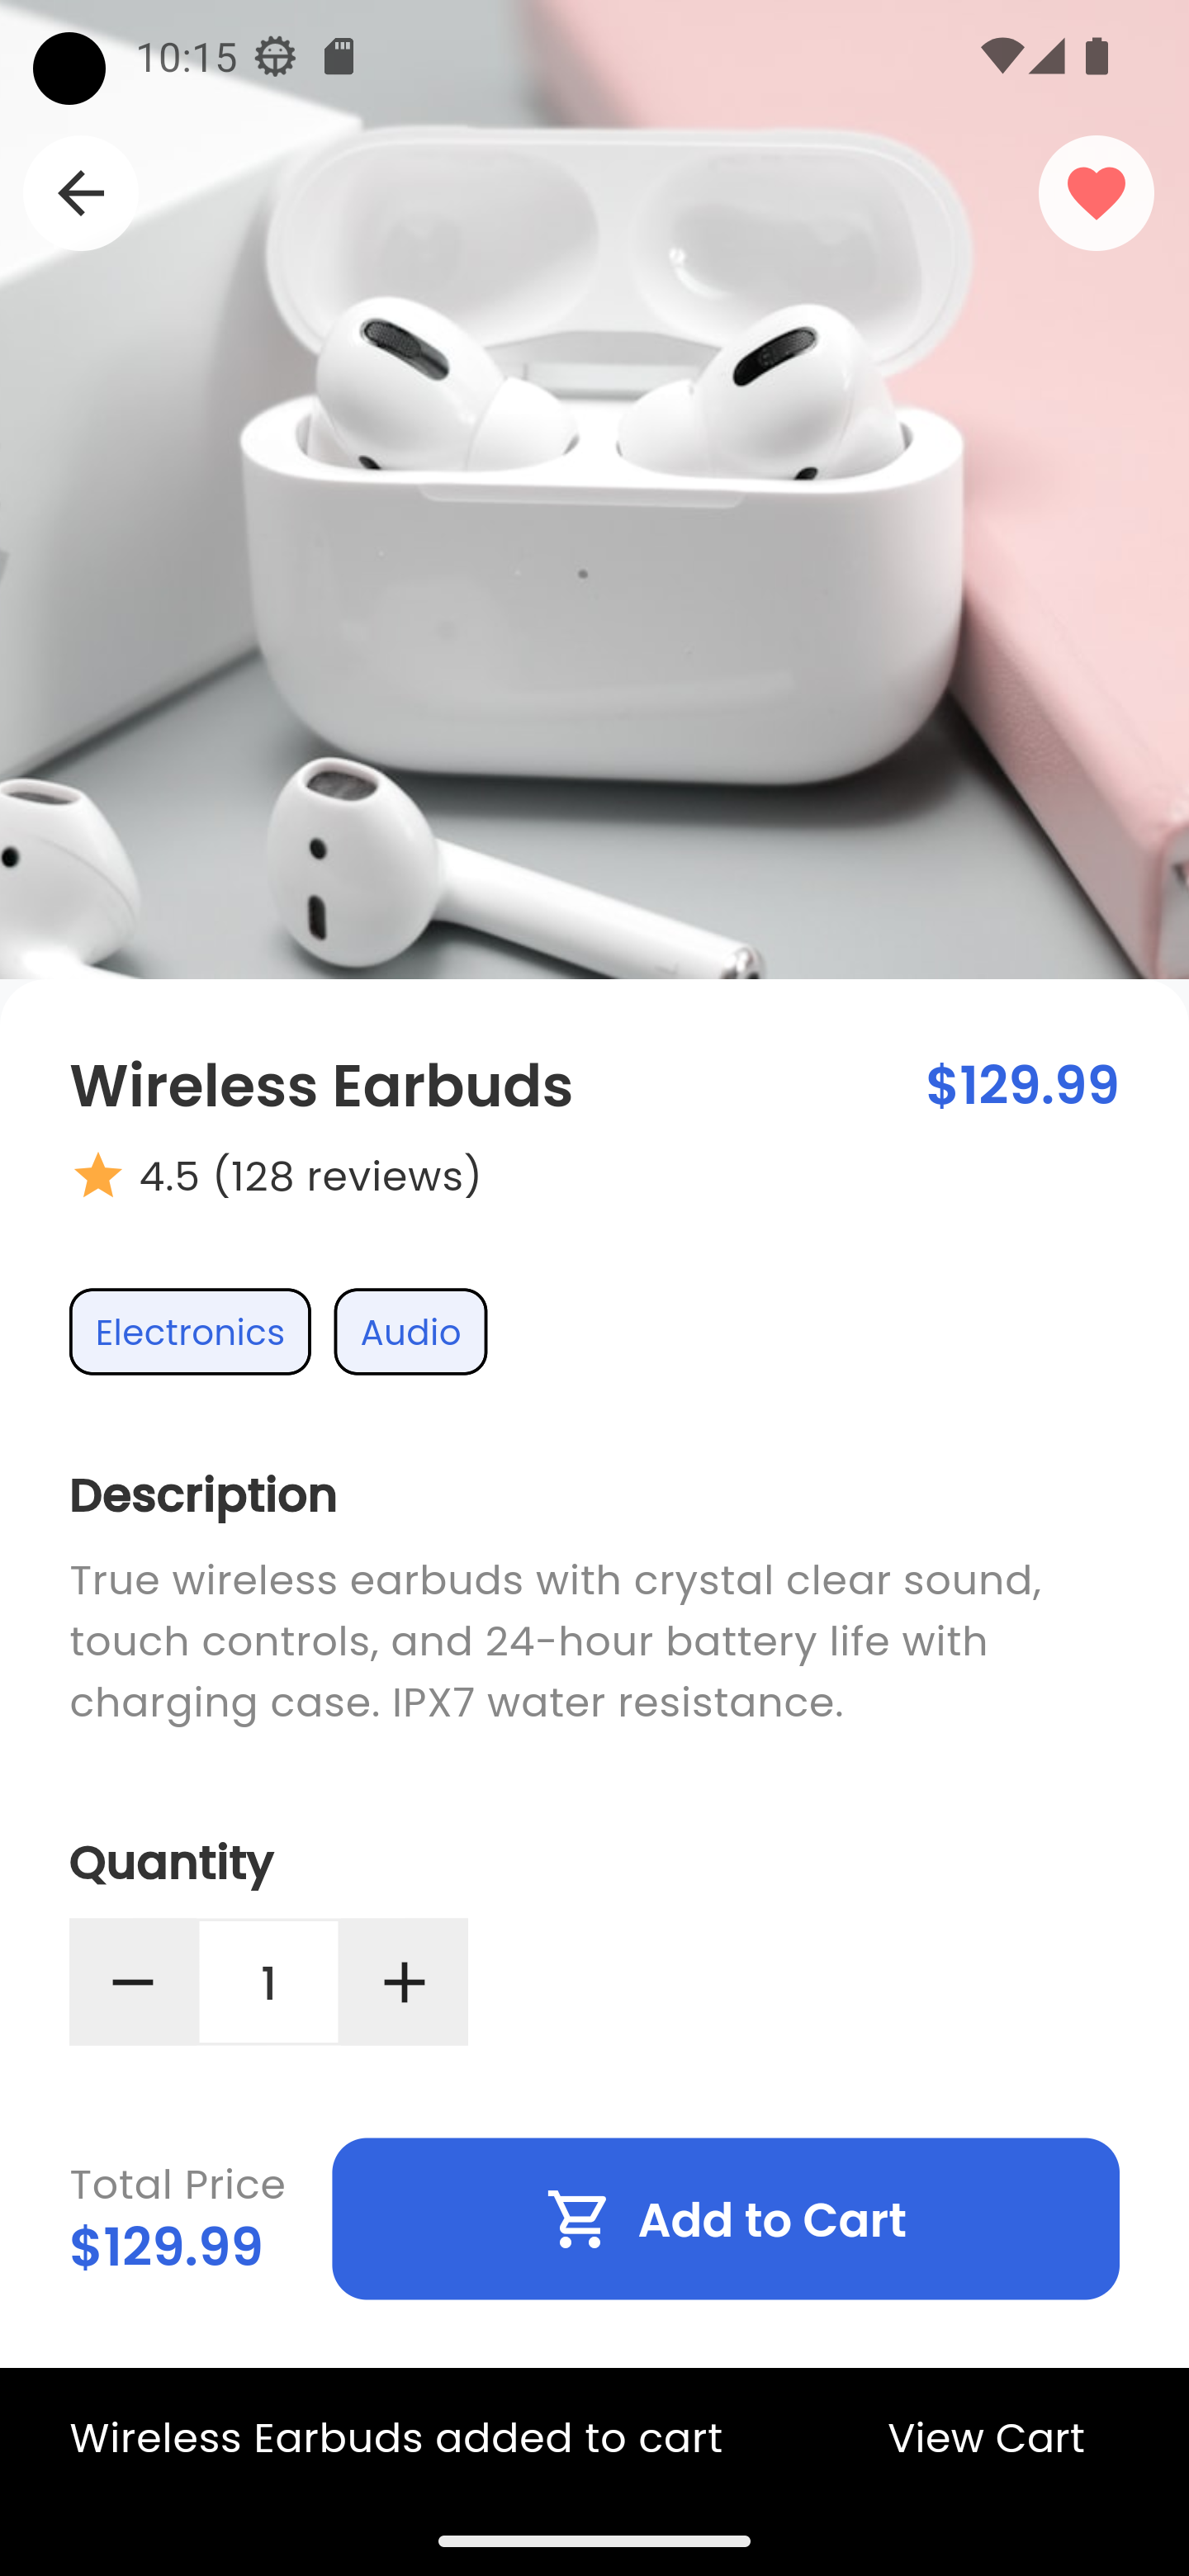 10:15
Wireless Earbuds
$129.99
4.5 (128 reviews)
Electronics
Audio
Description
True wireless earbuds with crystal clear sound,
touch controls, and 24-hour battery life with
charging case. IPX7 water resistance.
Quantity
1
Total Price
$129.99
Add to Cart
Wireless Earbuds added to cart
View Cart